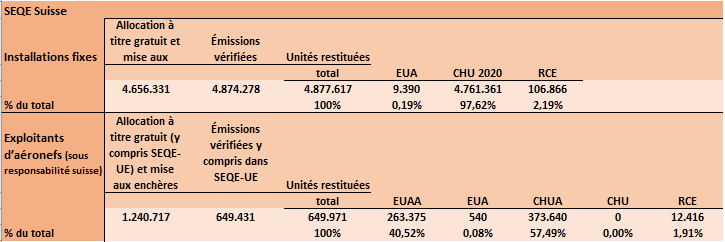 SEQE Suisse
Installations fixes
Allocation à
titre gratuit et
mise aux
Émissions
vérifiées
Unités restituées
total EUA CHU 2020 RCE
4.656.331 4.874.278 4.877.617 9.390 4.761.361 106.866
% du total 100% 0,19% 97,62% 2,19%
Exploitants
d'aéronefs (sous
responsabilité suisse)
Allocation à
titre gratuit (y
compris SEQE-
UE) et mise
aux enchères
Émissions
vérifiées y
compris dans
SEQE-UE
Unités restituées
total EUAA EUA CHUA CHU RCE
1.240.717 649.431 649.971 263.375 540 373.640 0 12.416
% du total 100% 40,52% 0,08% 57,49% 0,00% 1,91%